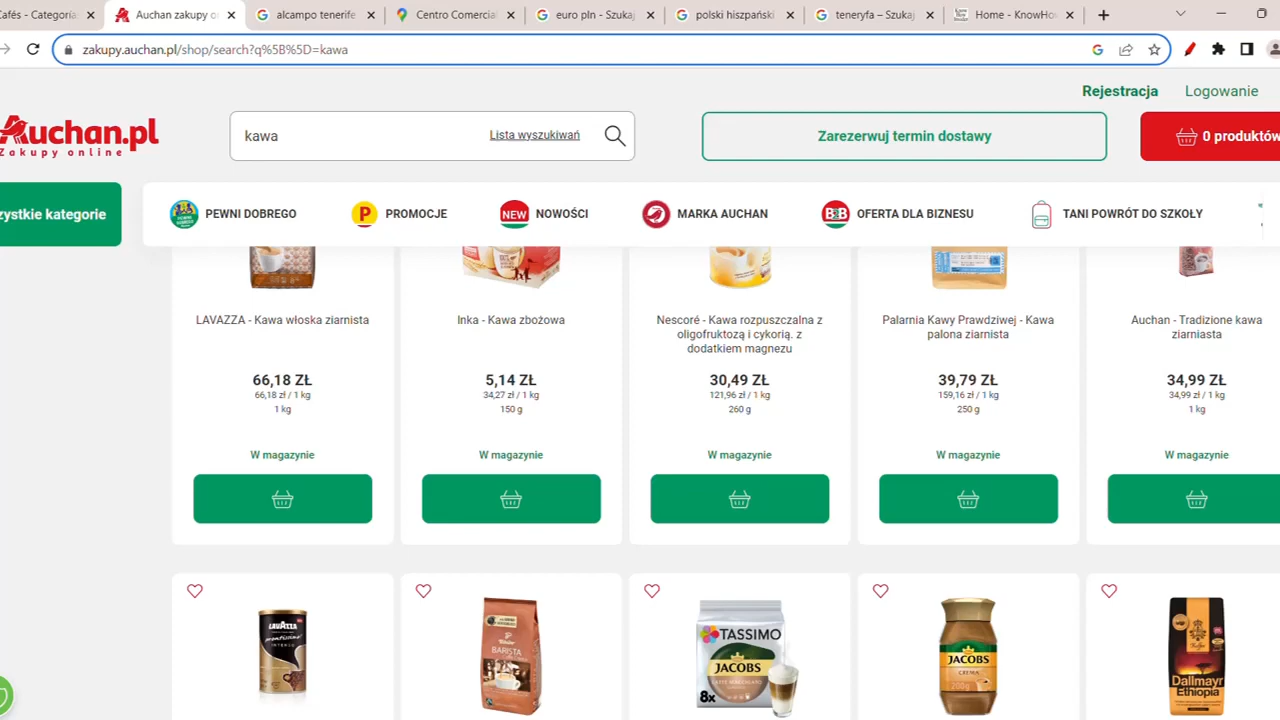 Cafés - Categoría
Auchan zakupy o
alcampo tenerife
Centro Comercial
euro pln - Szukaj
polski hiszpański
teneryfa – Szukaj
Home - KnowHo
zakupy.auchan.pl/shop/search?q%5B%5D=kawa
Rejestracja
Logowanie
Auchan.pl
Zakupy online
kawa
Lista wyszukiwań
Zarezerwuj termin dostawy
0 produktów
zystkie kategorie
PEWNI DOBREGO
P PROMOCJE
NEW NOWOŚCI
MARKA AUCHAN
B2B OFERTA DLA BIZNESU
TANI POWRÓT DO SZKOŁY
LAVAZZA - Kawa włoska ziarnista
66,18 ZŁ
66,18 zł / 1 kg
1 kg
W magazynie
Inka - Kawa zbożowa
5,14 ZŁ
34,27 zł / 1 kg
150 g
W magazynie
Nescoré - Kawa rozpuszczalna z
oligofruktozą i cykorią. z
dodatkiem magnezu
30,49 ZŁ
121,96 zł / 1 kg
260 g
W magazynie
Palarnia Kawy Prawdziwej - Kawa
palona ziarnista
39,79 ZŁ
159,16 zł / 1 kg
250 g
W magazynie
Auchan - Tradizione kawa
ziarniasta
34,99 ZŁ
34,99 zł / 1 kg
1 kg
W magazynie
LAVAZZA
INTENSO
Tchibo
BARISTA
TASSIMO
JACOBS
8x
JACOBS
CREMA
Dallmayr
Ethiopia